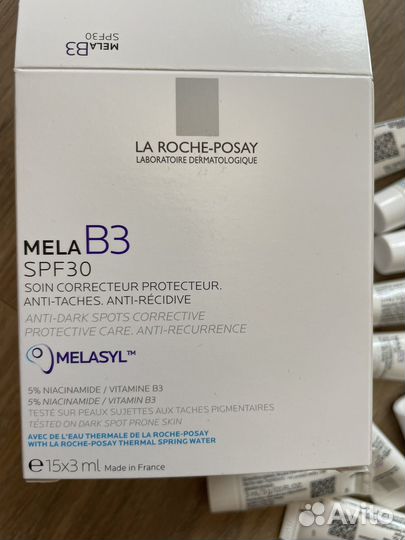 MELA B3
SPF30
LA ROCHE-POSAY
LABORATOIRE DERMATOLOGIQUE
MELA B3
SPF30
SOIN CORRECTEUR PROTECTEUR.
ANTI-TACHES. ANTI-RÉCIDIVE
ANTI-DARK SPOTS CORRECTIVE
PROTECTIVE CARE. ANTI-RECURRENCE
MELASYL™
5% NIACINAMIDE / VITAMINE B3
5% NIACINAMIDE / VITAMIN B3
TESTÉ SUR PEAUX SUJETTES AUX TACHES PIGMENTAIRES
TESTED ON DARK SPOT PRONE SKIN
AVEC DE L'EAU THERMALE DE LA ROCHE-POSAY
WITH LA ROCHE-POSAY THERMAL SPRING WATER
℮15x3 ml Made in France
Avito